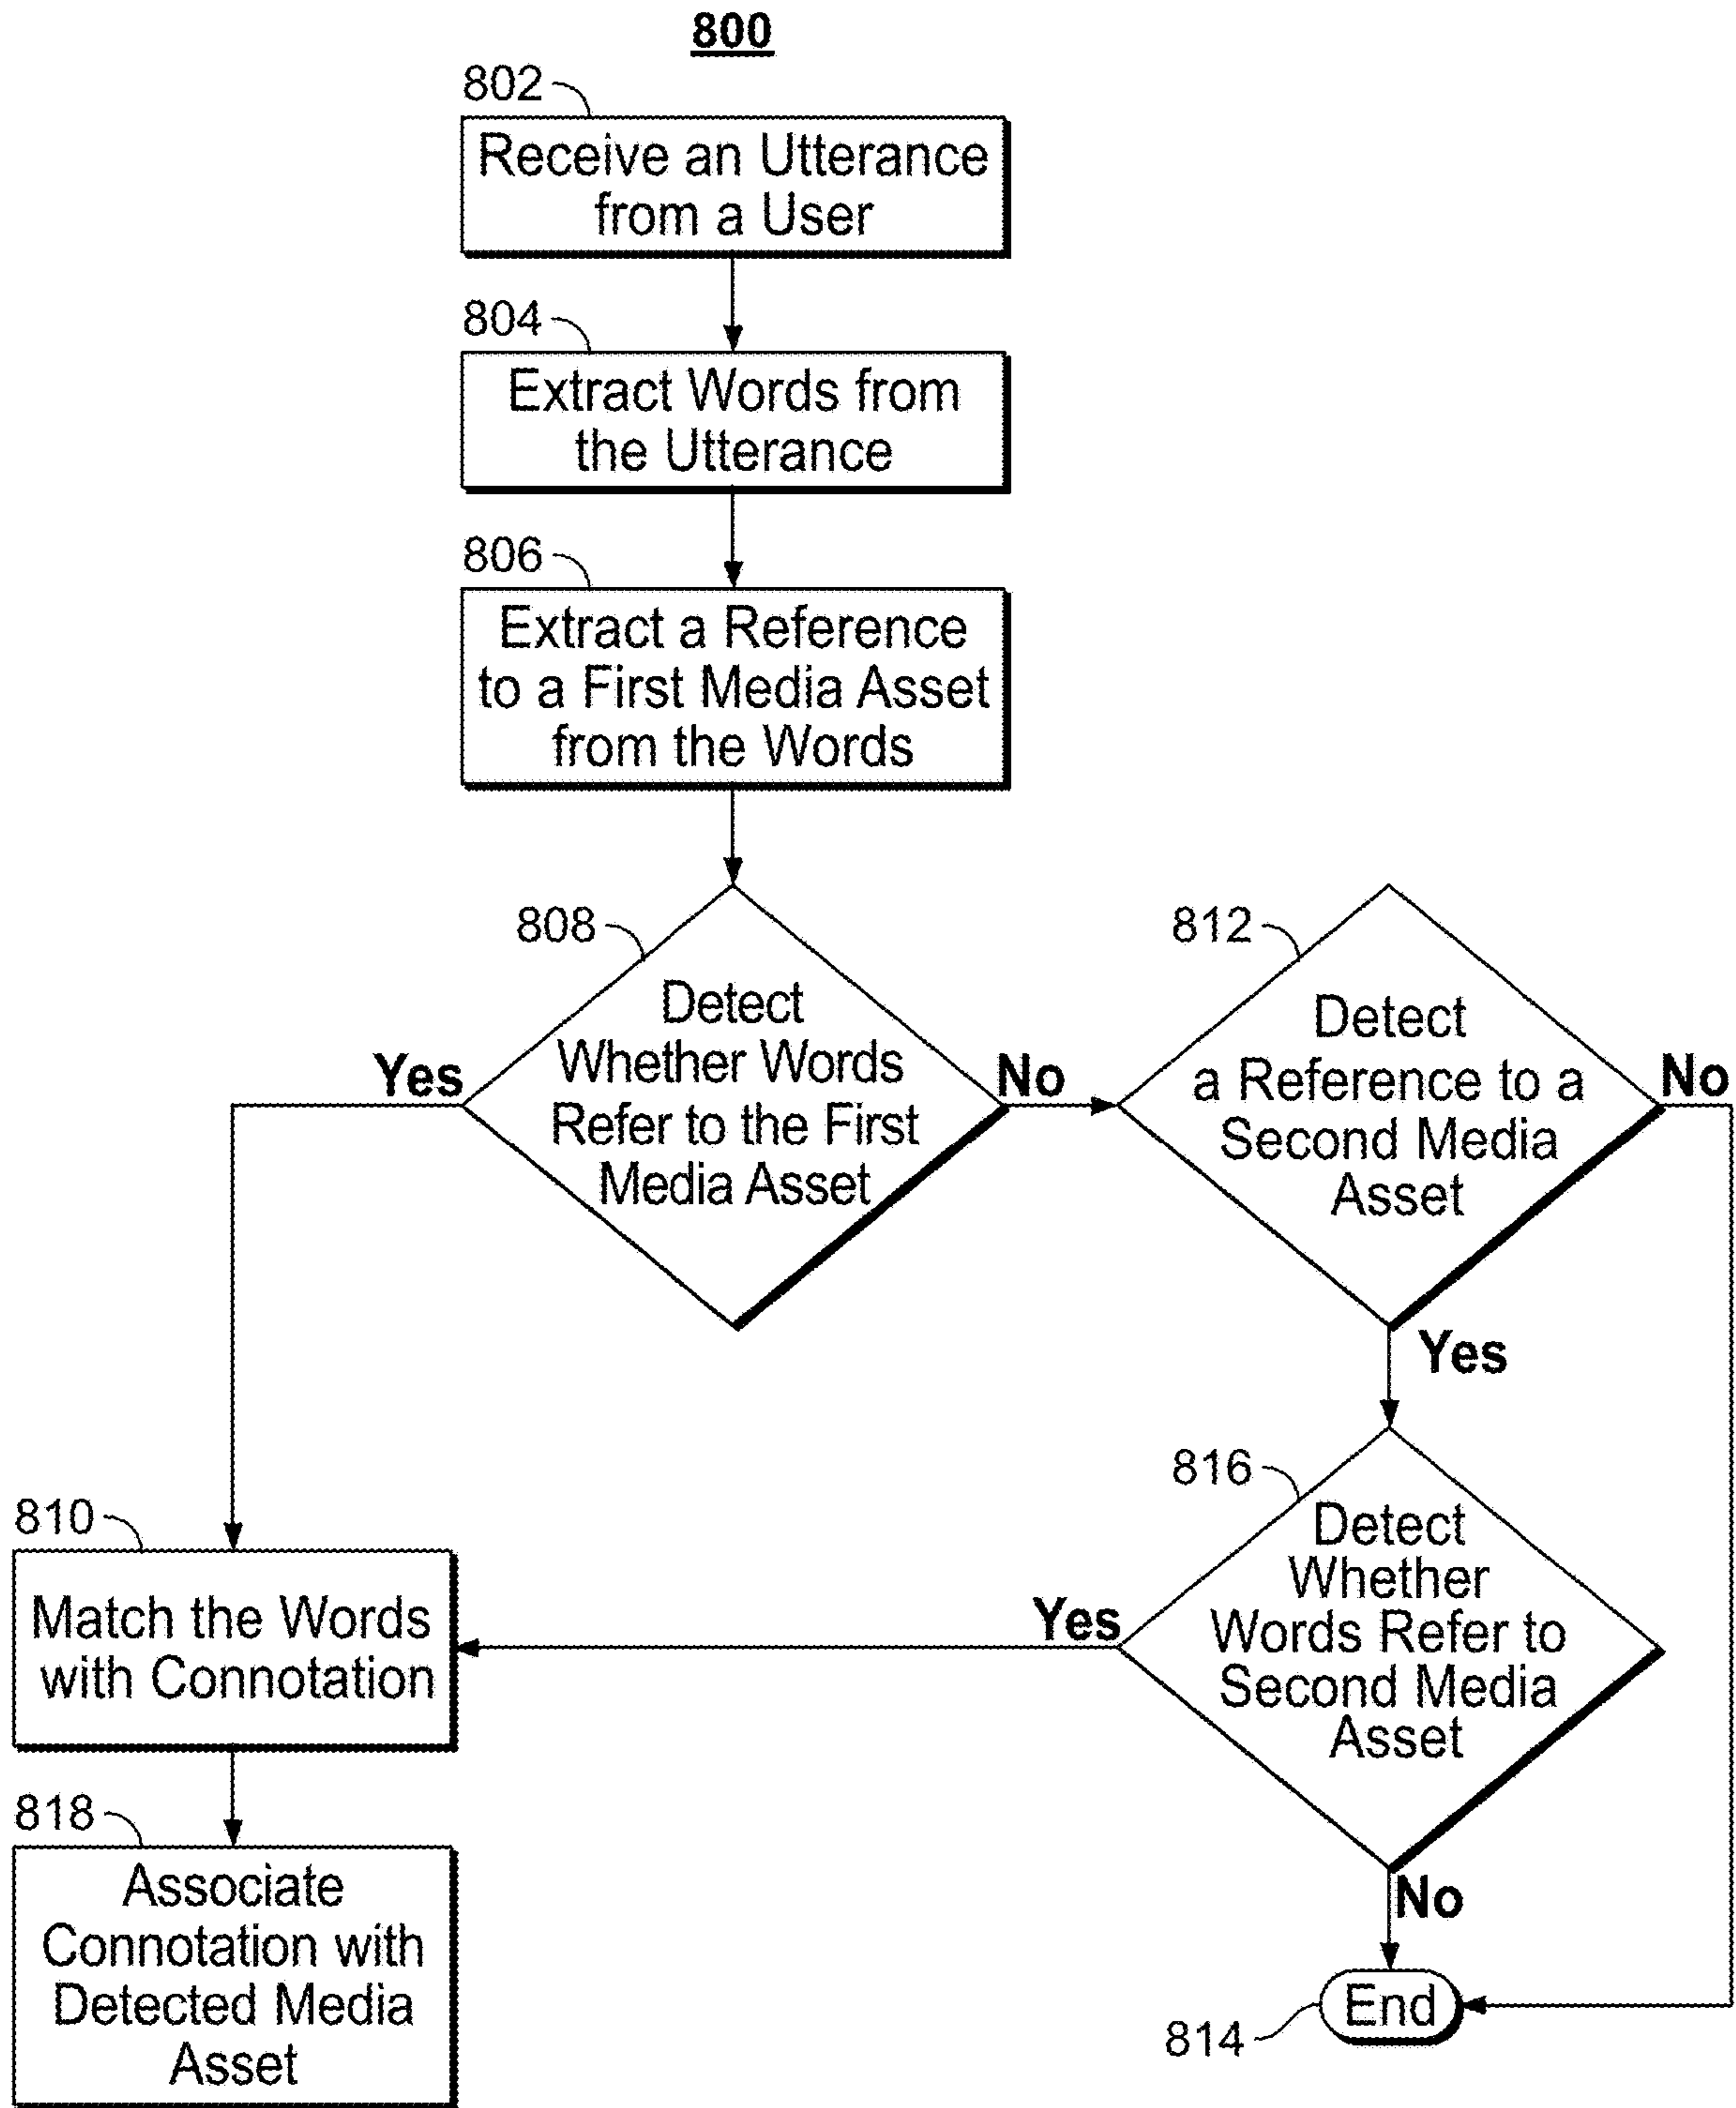 800
802
Receive an Utterance
from a User
804
Extract Words from
the Utterance
806
Extract a Reference
to a First Media Asset
from the Words
808
Detect
Whether Words
Refer to the First
Media Asset
Yes
No
812
Detect
a Reference to a
Second Media
Asset
No
Yes
816
Detect
Whether
Words Refer to
Second Media
Asset
Yes
No
810
Match the Words
with Connotation
818
Associate
Connotation with
Detected Media
Asset
End
814